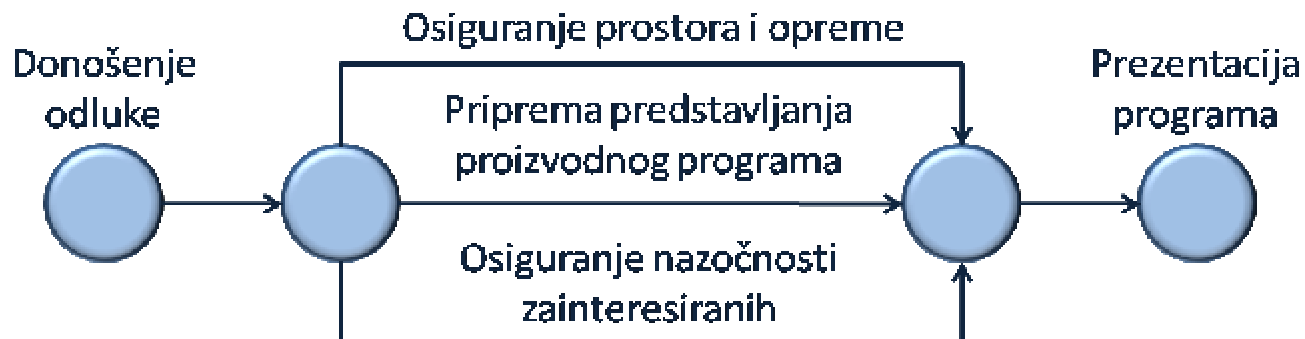 Osiguranje prostora i opreme
Donošenje
odluke
Priprema predstavljanja
proizvodnog programa
Osiguranje nazočnosti
zainteresiranih
Prezentacija
programa